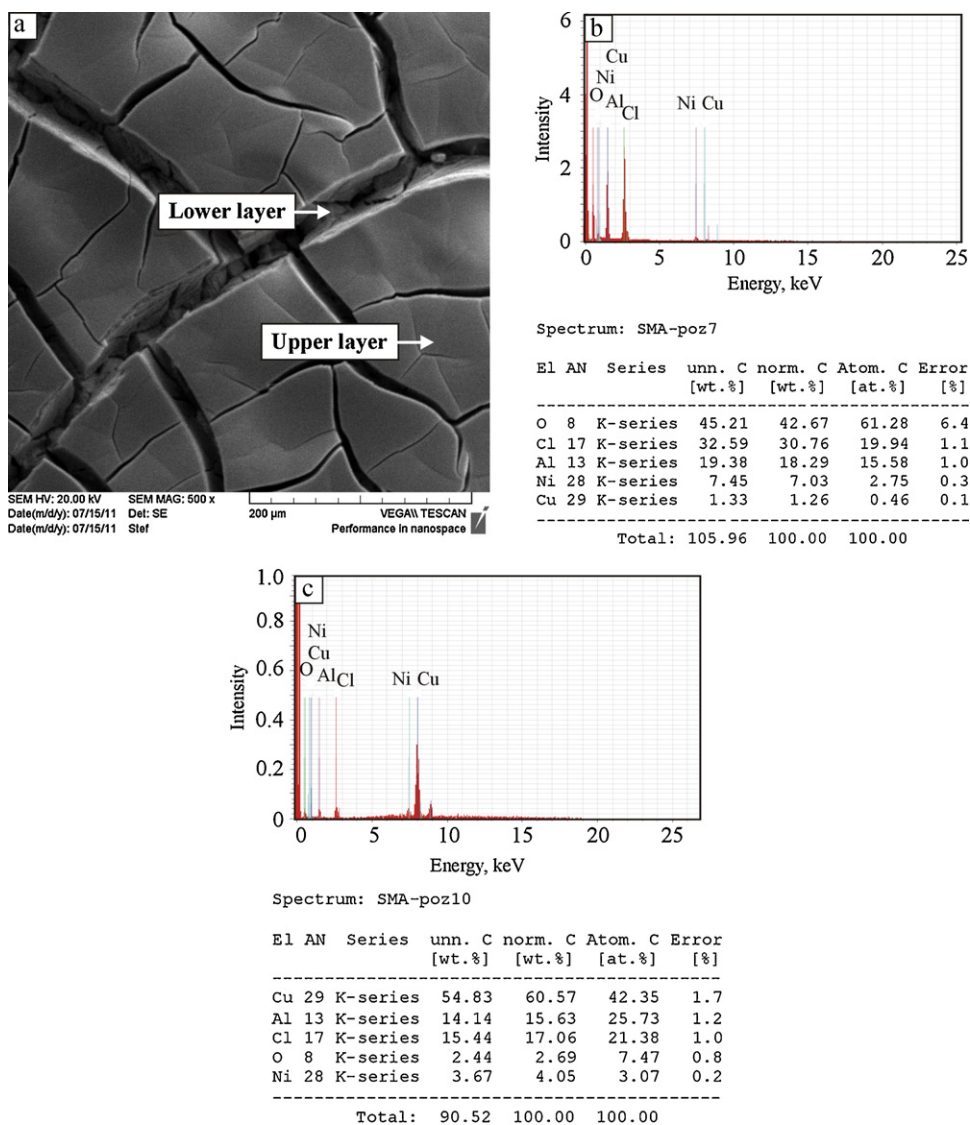 a
Lower layer
Upper layer
SEM HV: 20.00 kV SEM MAG: 500 x
Date(m/d/y): 07/15/11 Det: SE 200 µm VEGA\\ TESCAN
Date(m/d/y): 07/15/11 Stef Performance in nanospace
b
6
4
2
0
Intensity
Cu
Ni
O Al Cl
Ni Cu
0 5 10 15 20 25
Energy, keV
Spectrum: SMA-poz7
El AN Series unn. C norm. C Atom. C Error
[wt.%] [wt.%] [at.%] [%]
O 8 K-series 45.21 42.67 61.28 6.4
Cl 17 K-series 32.59 30.76 19.94 1.1
Al 13 K-series 19.38 18.29 15.58 1.0
Ni 28 K-series 7.45 7.03 2.75 0.3
Cu 29 K-series 1.33 1.26 0.46 0.1
Total: 105.96 100.00 100.00
c
1.0
0.8
0.6
0.4
0.2
0
Intensity
Ni
Cu
O Al Cl
Ni Cu
0 5 10 15 20 25
Energy, keV
Spectrum: SMA-poz10
El AN Series unn. C norm. C Atom. C Error
[wt.%] [wt.%] [at.%] [%]
Cu 29 K-series 54.83 60.57 42.35 1.7
Al 13 K-series 14.14 15.63 25.73 1.2
Cl 17 K-series 15.44 17.06 21.38 1.0
O 8 K-series 2.44 2.69 7.47 0.8
Ni 28 K-series 3.67 4.05 3.07 0.2
Total: 90.52 100.00 100.00